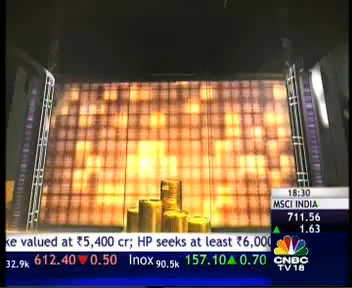 18:30
MSCI INDIA
711.56
▲ 1.63
ke valued at ₹5,400 cr; HP seeks at least ₹6,000
32.9k 612.40▼0.50 Inox 90.5k 157.10▲0.70
CNBC
TV18